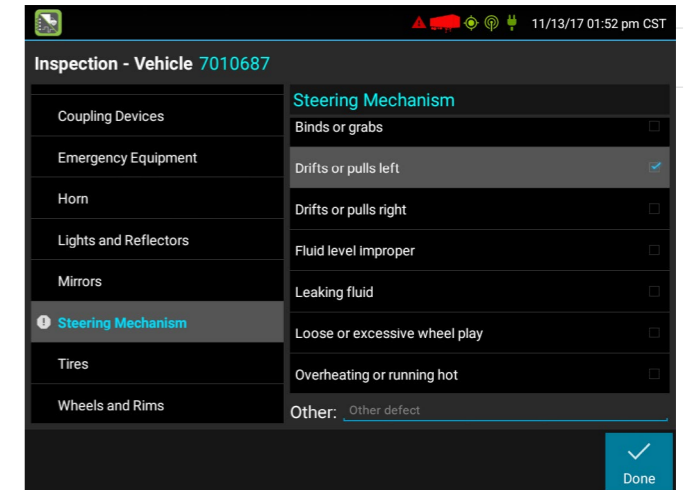 11/13/17 01:52 pm CST
Inspection - Vehicle 7010687
Coupling Devices
Emergency Equipment
Horn
Lights and Reflectors
Mirrors
Steering Mechanism
Tires
Wheels and Rims
Steering Mechanism
Binds or grabs
Drifts or pulls left
Drifts or pulls right
Fluid level improper
Leaking fluid
Loose or excessive wheel play
Overheating or running hot
Other: Other defect
Done